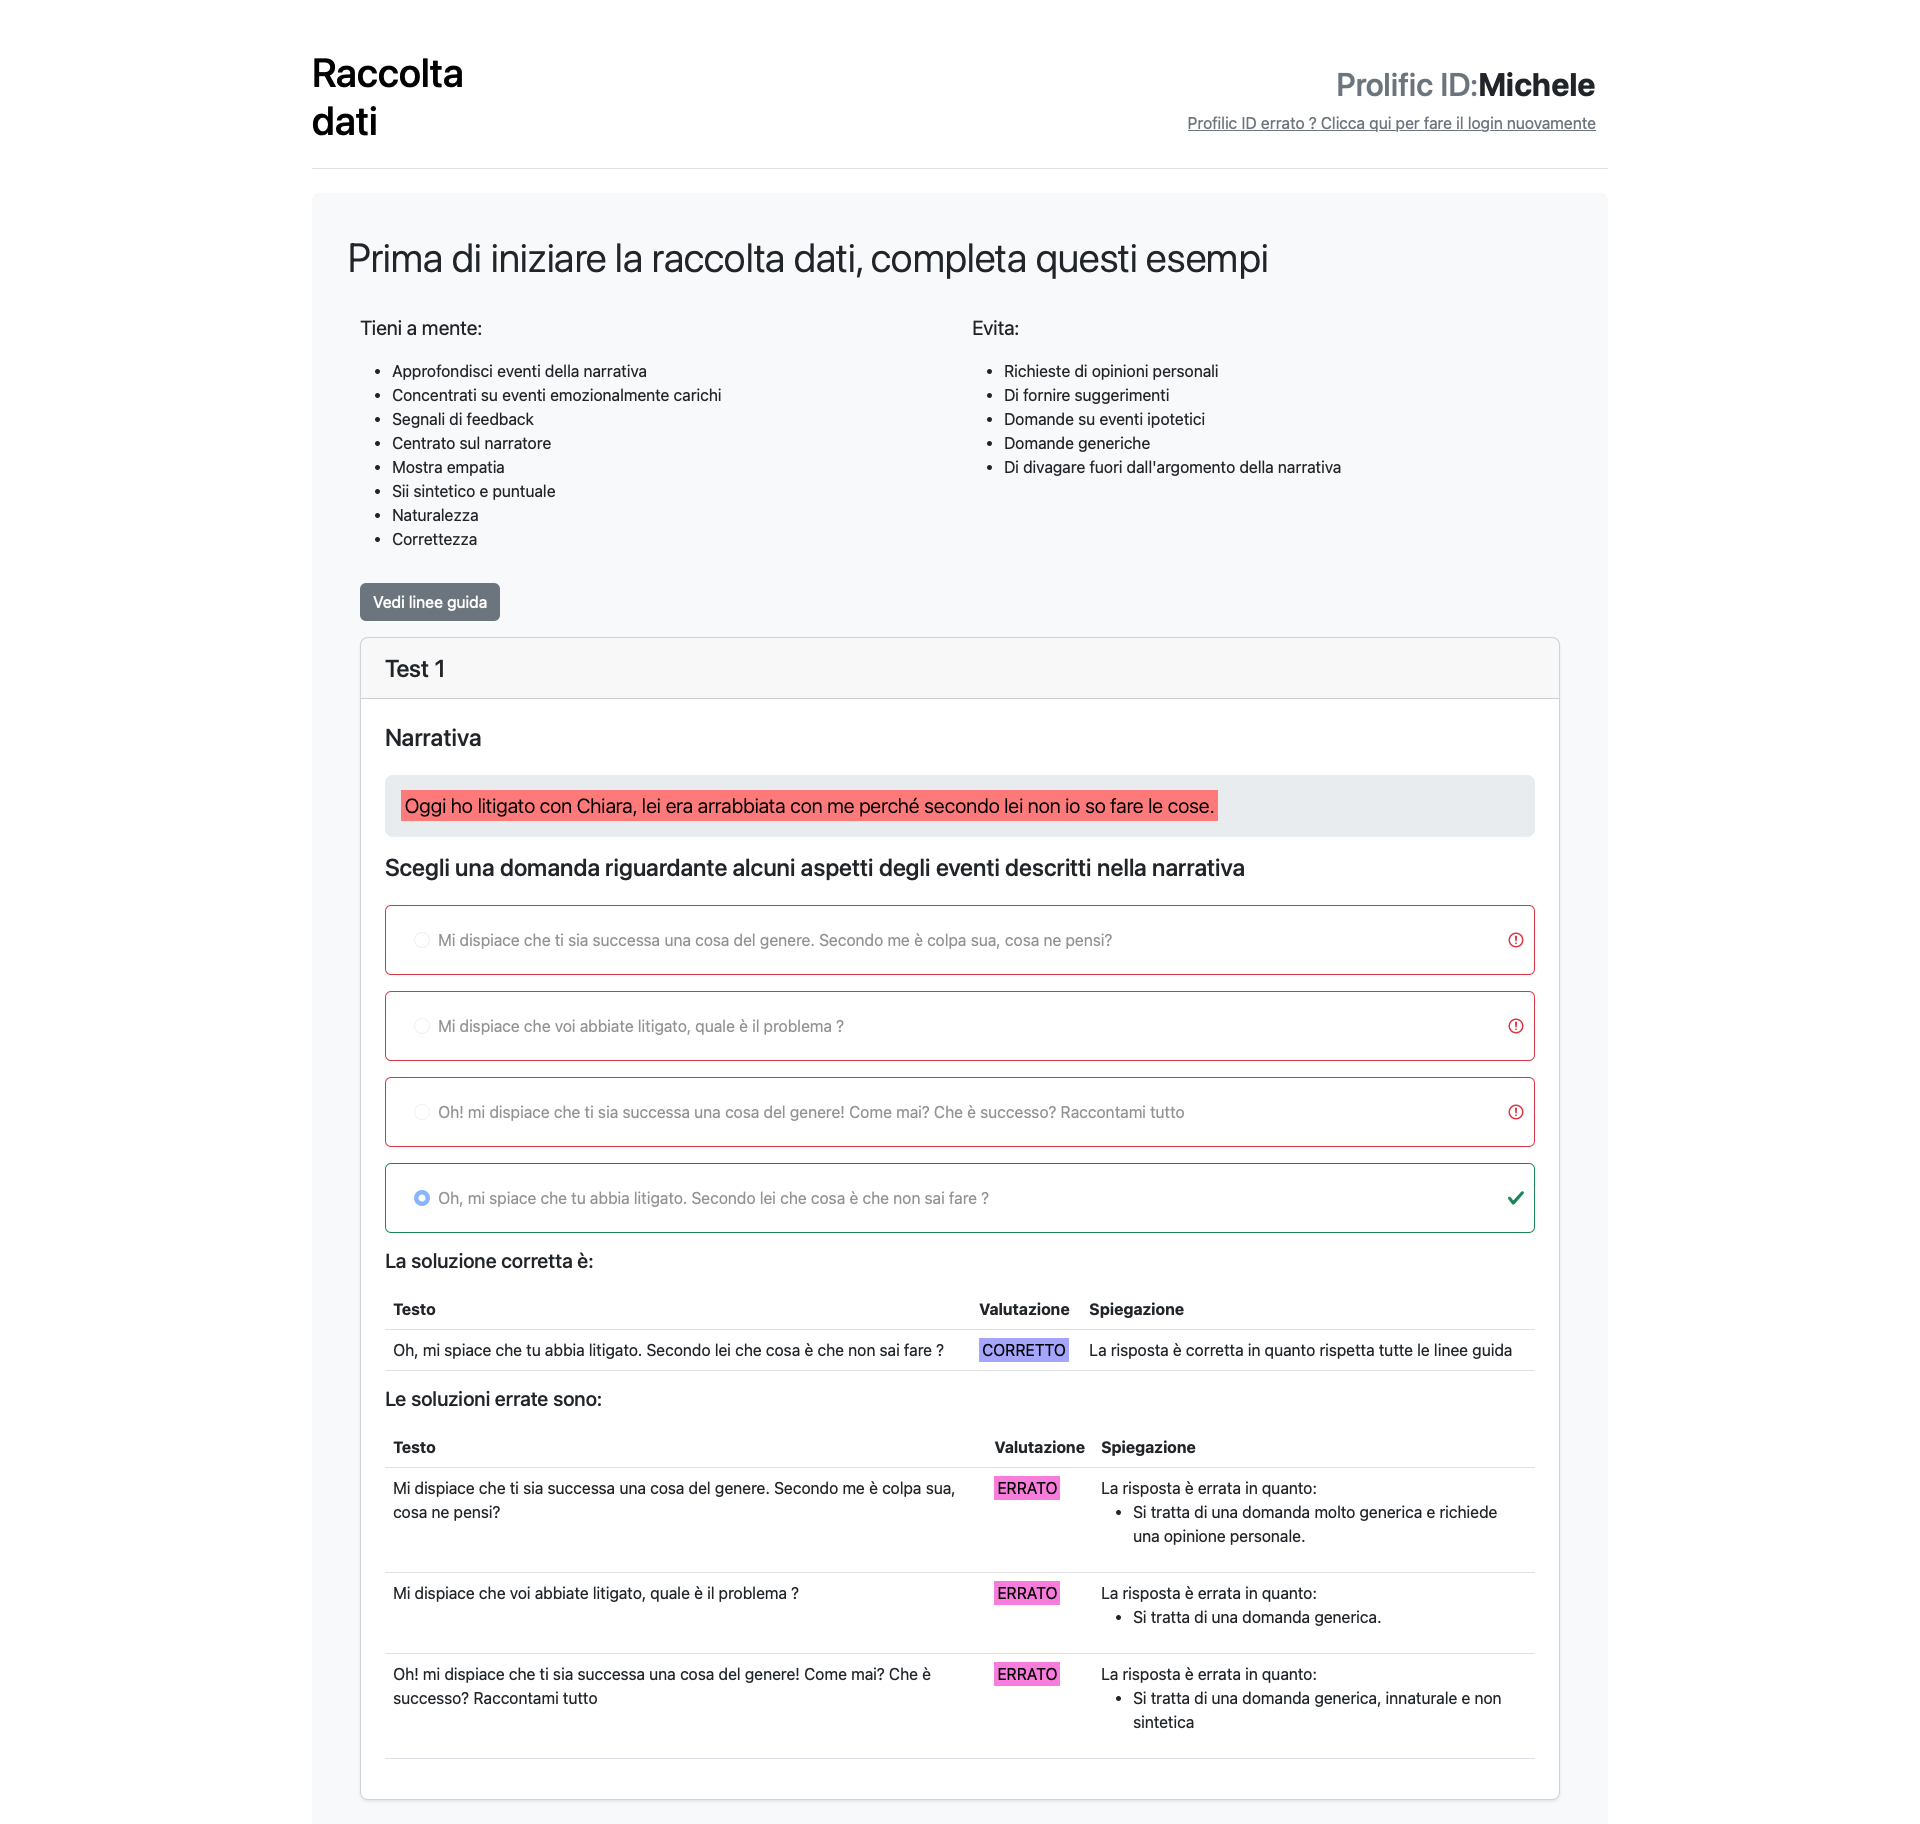 Raccolta
dati
Prolific ID:Michele
Profilic ID errato ? Clicca qui per fare il login nuovamente
Prima di iniziare la raccolta dati, completa questi esempi
Tieni a mente:
• Approfondisci eventi della narrativa
• Concentrati su eventi emozionalmente carichi
• Segnali di feedback
• Centrato sul narratore
• Mostra empatia
• Sii sintetico e puntuale
• Naturalezza
• Correttezza
Evita:
• Richieste di opinioni personali
• Di fornire suggerimenti
• Domande su eventi ipotetici
• Domande generiche
• Di divagare fuori dall'argomento della narrativa
Vedi linee guida
Test 1
Narrativa
Oggi ho litigato con Chiara, lei era arrabbiata con me perché secondo lei non io so fare le cose.
Scegli una domanda riguardante alcuni aspetti degli eventi descritti nella narrativa
Mi dispiace che ti sia successa una cosa del genere. Secondo me è colpa sua, cosa ne pensi?
Mi dispiace che voi abbiate litigato, quale è il problema ?
Oh! mi dispiace che ti sia successa una cosa del genere! Come mai? Che è successo? Raccontami tutto
Oh, mi spiace che tu abbia litigato. Secondo lei che cosa è che non sai fare ?
La soluzione corretta è:
Testo Valutazione Spiegazione
Oh, mi spiace che tu abbia litigato. Secondo lei che cosa è che non sai fare ? CORRETTO La risposta è corretta in quanto rispetta tutte le linee guida
Le soluzioni errate sono:
Testo Valutazione Spiegazione
Mi dispiace che ti sia successa una cosa del genere. Secondo me è colpa sua,
cosa ne pensi?
ERRATO
La risposta è errata in quanto:
• Si tratta di una domanda molto generica e richiede
una opinione personale.
Mi dispiace che voi abbiate litigato, quale è il problema ?
ERRATO
La risposta è errata in quanto:
• Si tratta di una domanda generica.
Oh! mi dispiace che ti sia successa una cosa del genere! Come mai? Che è
successo? Raccontami tutto
ERRATO
La risposta è errata in quanto:
• Si tratta di una domanda generica, innaturale e non
sintetica